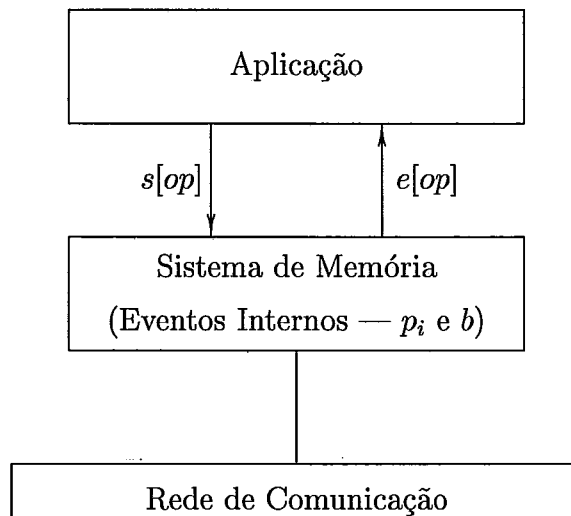 Aplicação
s[op] e[op]
Sistema de Memória
(Eventos Internos — p_i e b)
Rede de Comunicação